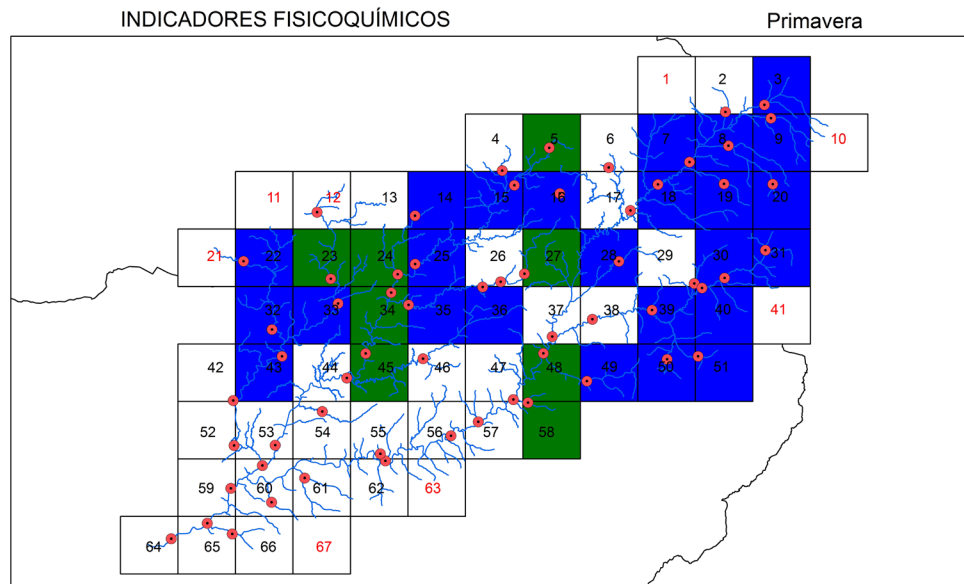 INDICADORES FISICOQUÍMICOS Primavera
1 2 3
4 5 6 7 8 9 10
11 12 13 14 15 16 17 18 19 20
21 22 23 24 25 26 27 28 29 30 31
32 33 34 35 36 37 38 39 40 41
42 43 44 45 46 47 48 49 50 51
52 53 54 55 56 57 58
59 60 61 62 63
64 65 66 67